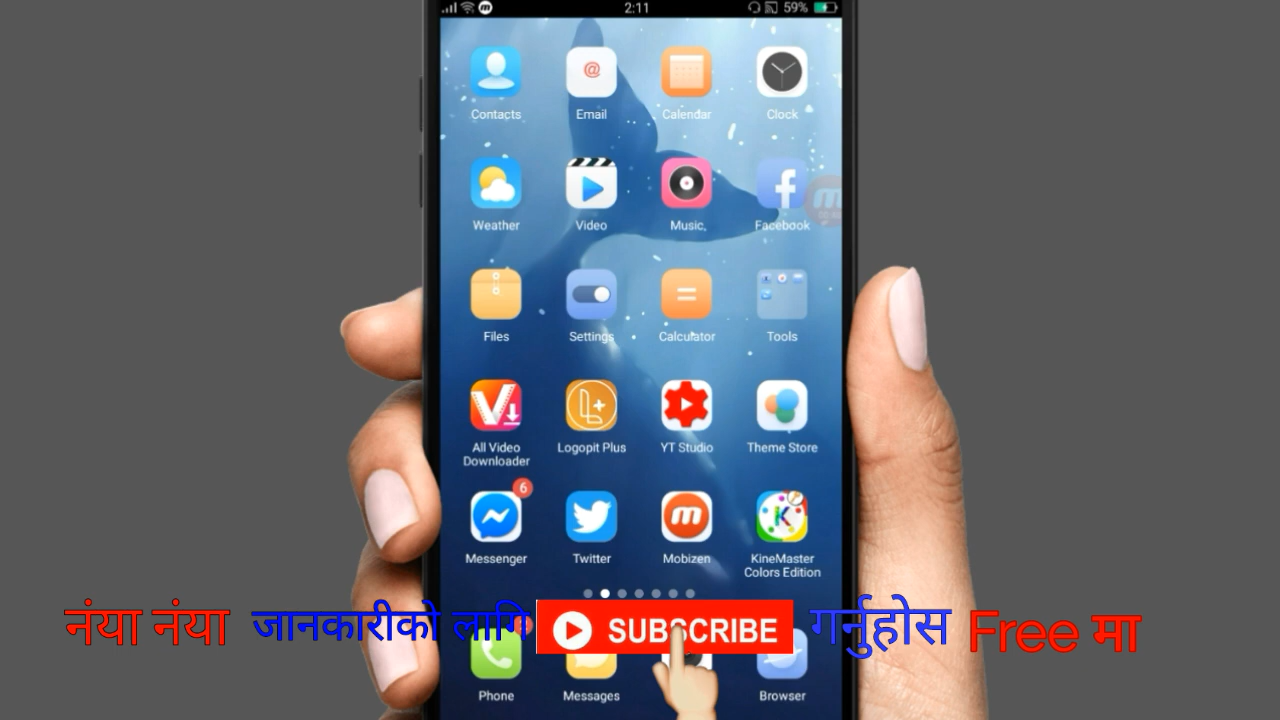 2:11 59%
Contacts Email Calendar Clock
Weather Video Music, Facebook
Files Settings Calculator Tools
All Video Downloader Logopit Plus YT Studio Theme Store
Messenger 6 Twitter Mobizen KineMaster Colors Edition
नंया नंया जानकारीको लागि SUBSCRIBE गर्नुहोस Free मा
Phone Messages Browser